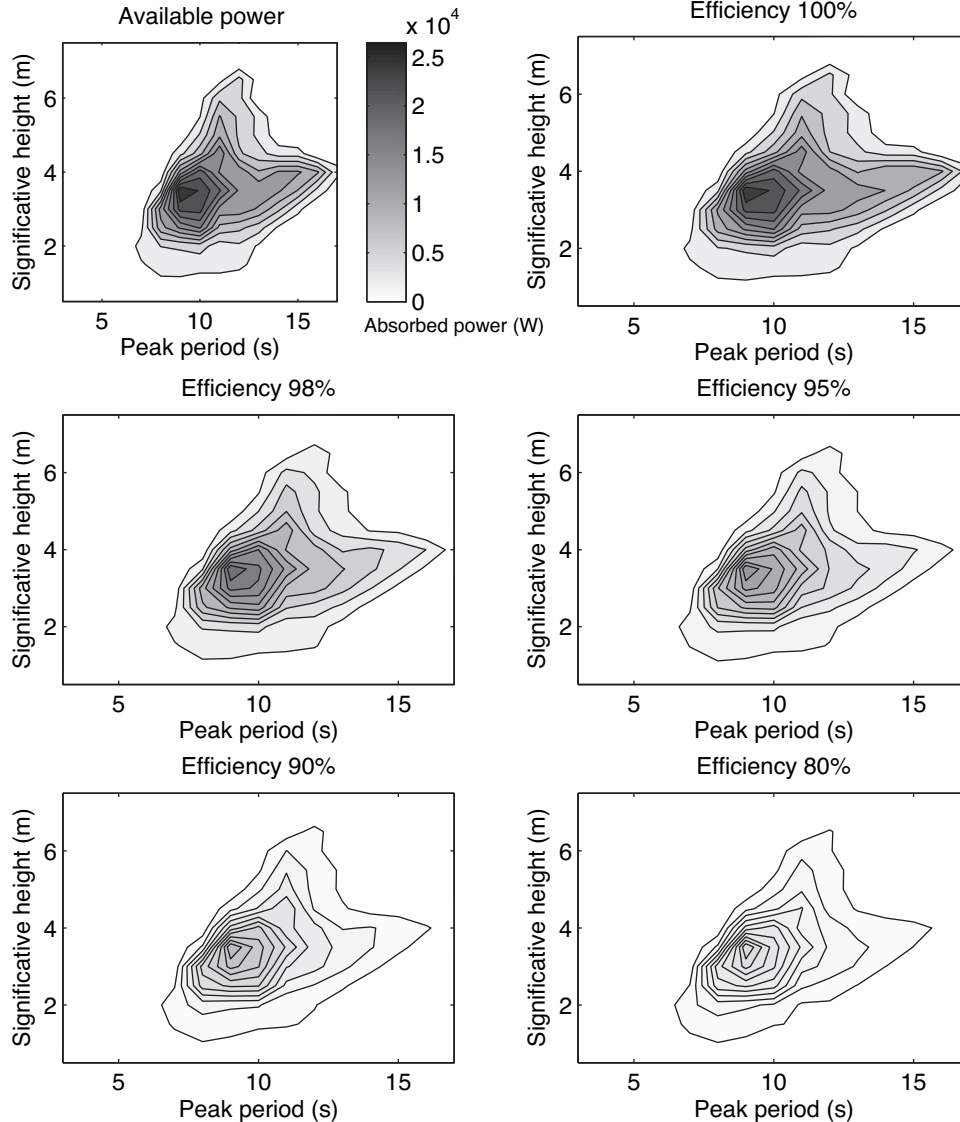 Available power
Significative height (m)
6
4
2
5 10 15
Peak period (s)
x 10^4
2.5
2
1.5
1
0.5
0
Absorbed power (W)
Efficiency 100%
Significative height (m)
6
4
2
5 10 15
Peak period (s)
Efficiency 98%
Significative height (m)
6
4
2
5 10 15
Peak period (s)
Efficiency 95%
Significative height (m)
6
4
2
5 10 15
Peak period (s)
Efficiency 90%
Significative height (m)
6
4
2
5 10 15
Peak period (s)
Efficiency 80%
Significative height (m)
6
4
2
5 10 15
Peak period (s)